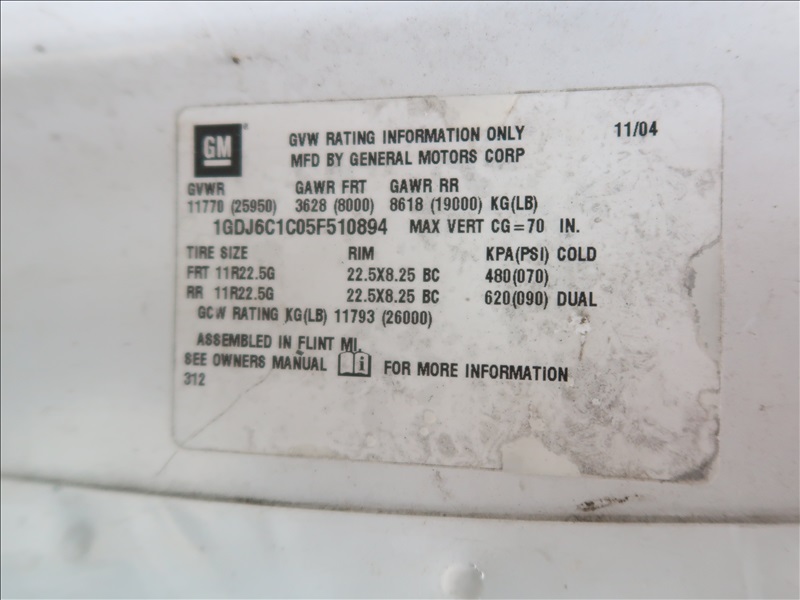 GM
GVW RATING INFORMATION ONLY 11/04
MFD BY GENERAL MOTORS CORP
GVWR GAWR FRT GAWR RR
11770 (25950) 3628 (8000) 8618 (19000) KG(LB)
1GDJ6C1C05F510894 MAX VERT CG=70 IN.
TIRE SIZE RIM KPA(PSI) COLD
FRT 11R22.5G 22.5X8.25 BC 480(070)
RR 11R22.5G 22.5X8.25 BC 620(090) DUAL
GCW RATING KG(LB) 11793 (26000)
ASSEMBLED IN FLINT MI.
SEE OWNERS MANUAL i FOR MORE INFORMATION
312